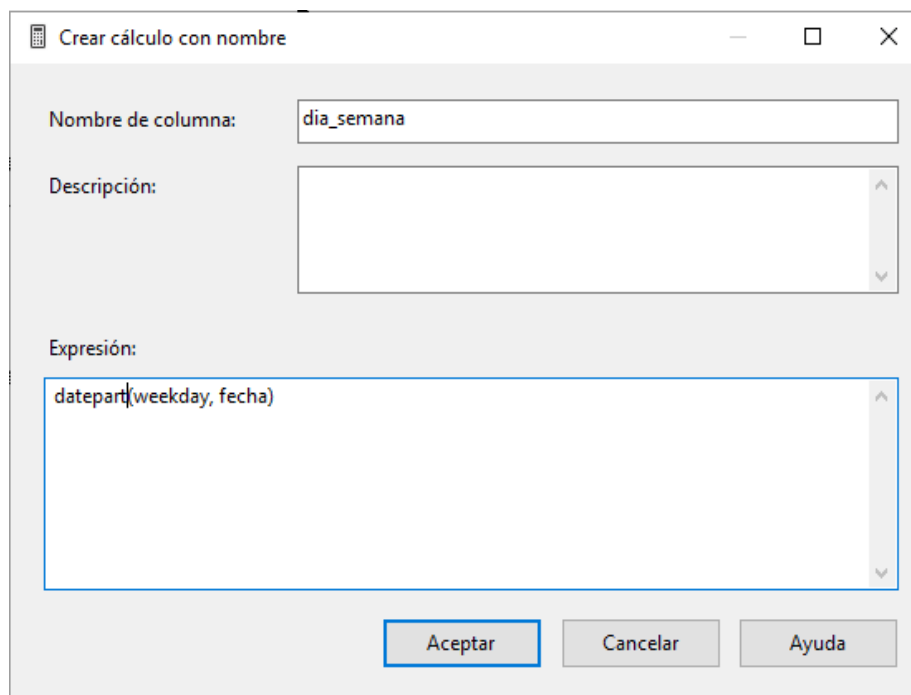 Crear cálculo con nombre
Nombre de columna:
dia_semana
Descripción:
Expresión:
datepart(weekday, fecha)
Aceptar
Cancelar
Ayuda